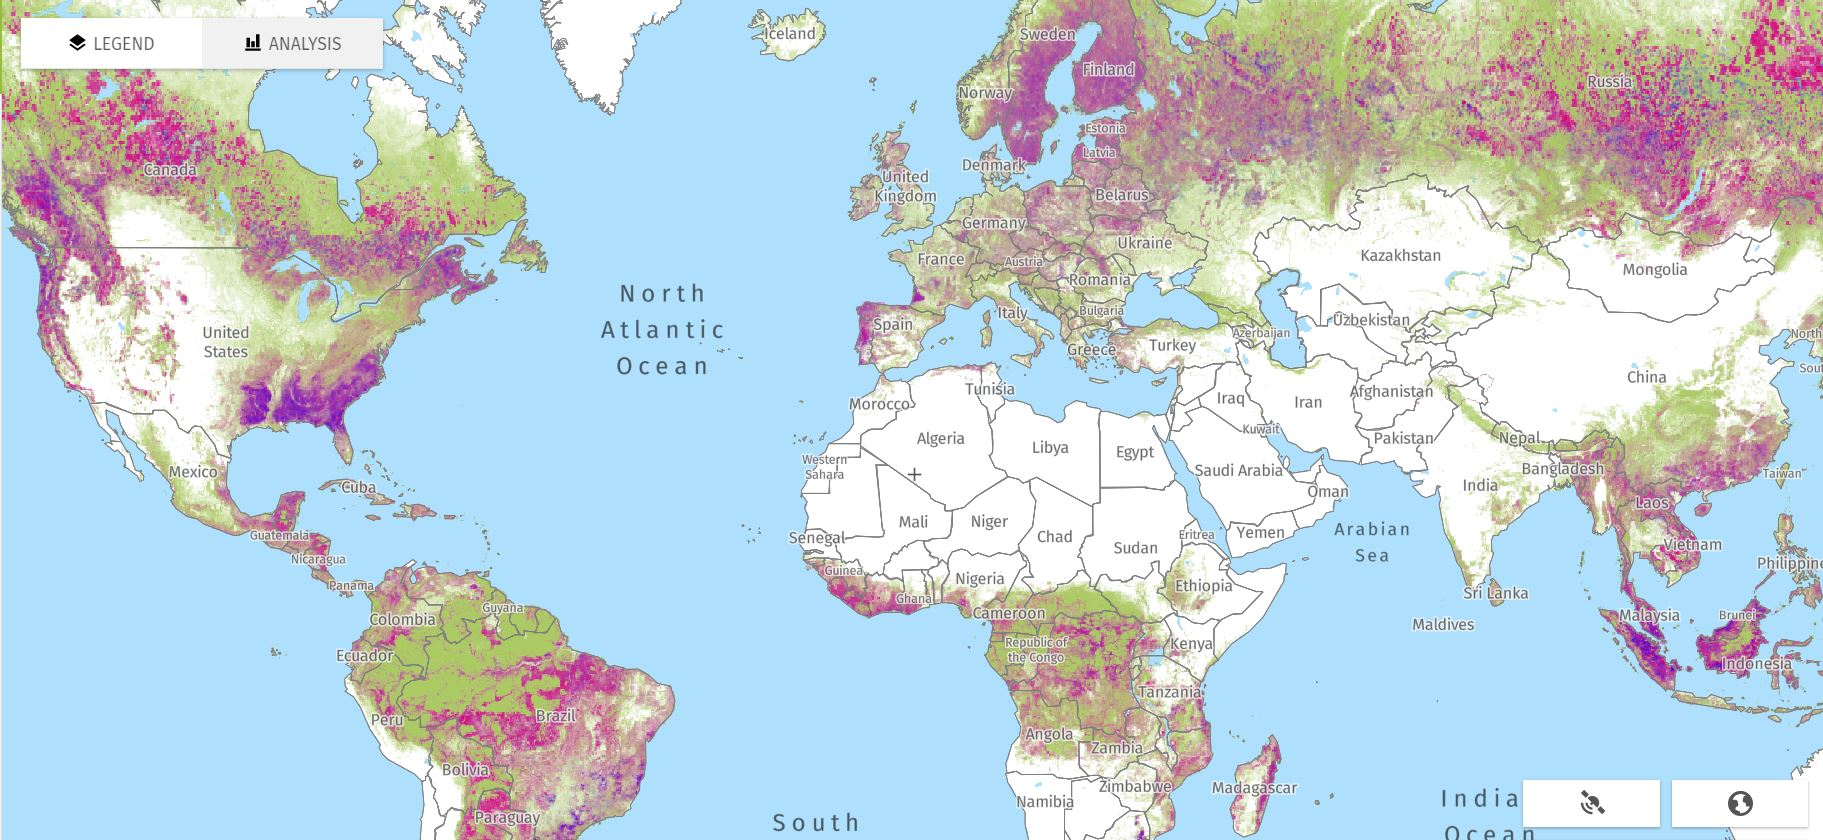 LEGEND
ANALYSIS
Iceland
Sweden
Finland
Norway
Russia
Estonia
Latvia
Denmark
United
Kingdom
Belarus
Canada
Germany
Ukraine
France
Austria
Kazakhstan
Mongolia
Romania
North
Atlantic
Ocean
Italy
Bulgaria
Spain
Uzbekistan
Azerbaijan
North
United
States
Greece
Turkey
Sou
China
Tunisia
Morocco
Iraq
Iran
Afghanistan
Algeria
Libya
Egypt
Kuwait
Pakistan
Nepal
Western
Sahara
Saudi Arabia
Bangladesh
Taiwan
Mexico
Cuba
India
Oman
Laos
Mali
Niger
Chad
Sudan
Eritrea
Yemen
Arabian
Sea
Senegal
Guatemala
Nicaragua
Vietnam
Philippine
Guinea
Nigeria
Ethiopia
Panama
Ghana
Sri Lanka
Guyana
Colombia
Cameroon
Malaysia
Brunei
Maldives
Republic of
the Congo
Kenya
Ecuador
Indonesia
Tanzania
Peru
Brazil
Angola
Zambia
Bolivia
Zimbabwe
Madagascar
Namibia
India
Ocean
Paraguay
South